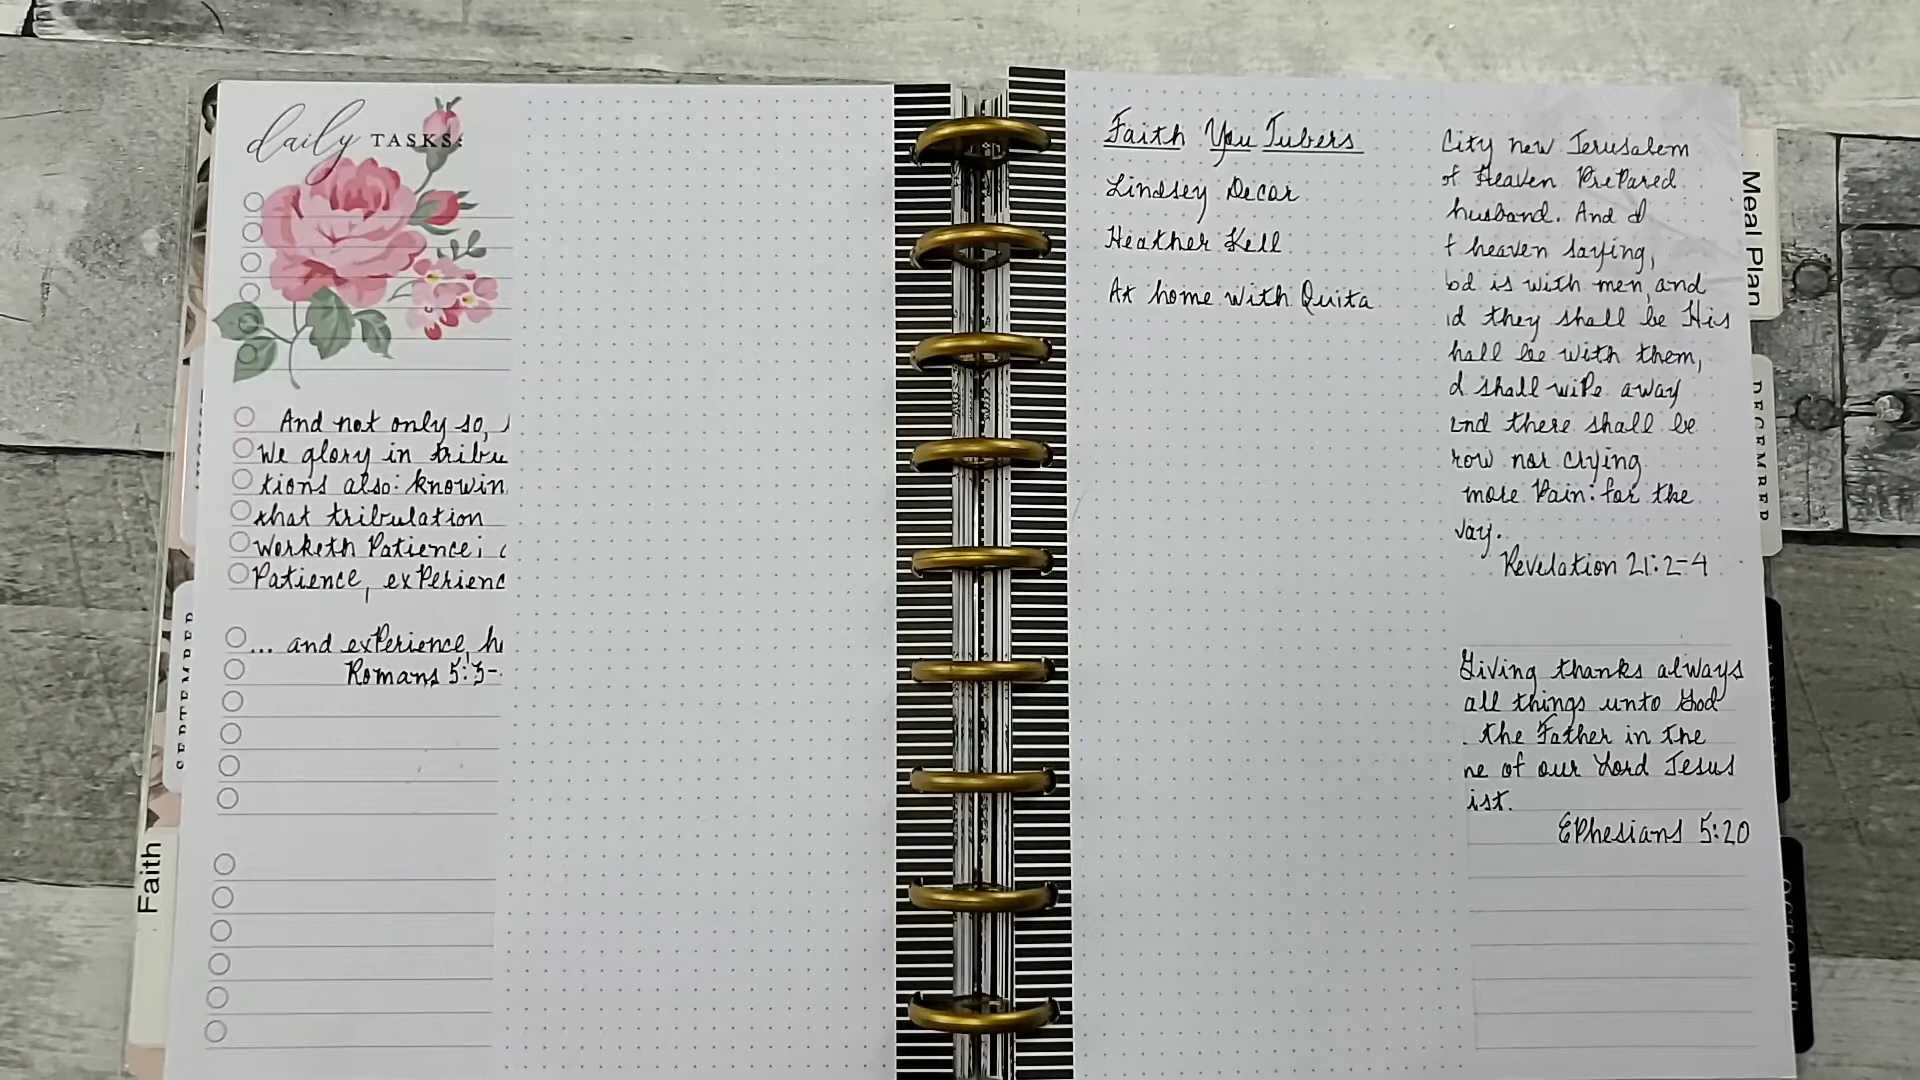 daily TASKS:
And not only so,
We glory in tribu
tions also: knowin
that tribulation
Worketh Patience;
Patience, exPerienc
... and exPerience, h
Romans 5:3-
Faith You Tubers
Lindsey Decor
Heather Kell
At home with Quita
City new Jerusalem
of Heaven PrePared
husband. And I
heaven saying,
is with men, and
they shall be His
hall be with them,
shall wiPe away
and there shall be
row nor crying
more Pain: for the
Revelation 21:2-4
Giving thanks always
all things unto God
the Father in the
of our Lord Jesus
ist.
EPhesians 5:20
SEPTEMBER
Faith
Meal Plan
DECEMBER
OCTOBER